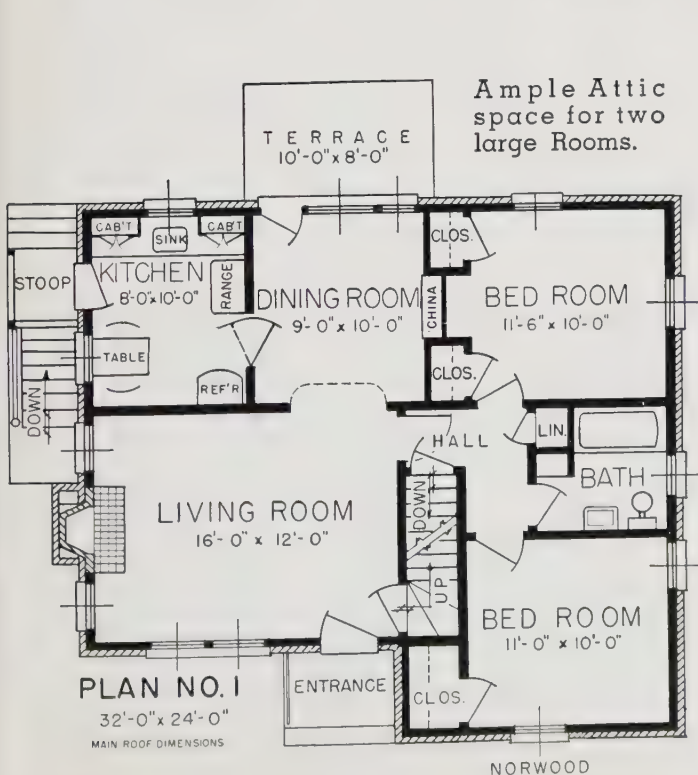 Ample Attic
space for two
large Rooms.
TERRACE
10'-0" x 8'-0"
CAB'T
SINK
CAB'T
STOOP
KITCHEN
8'-0" x 10'-0"
RANGE
TABLE
REF'R
DOWN
DINING ROOM
9'-0" x 10'-0"
CHINA
CLOS.
BED ROOM
11'-6" x 10'-0"
CLOS.
HALL
LIN.
BATH
LIVING ROOM
16'-0" x 12'-0"
DOWN
UP
BED ROOM
11'-0" x 10'-0"
ENTRANCE
CLOS.
PLAN NO. 1
32'-0" x 24'-0"
MAIN ROOF DIMENSIONS
NORWOOD